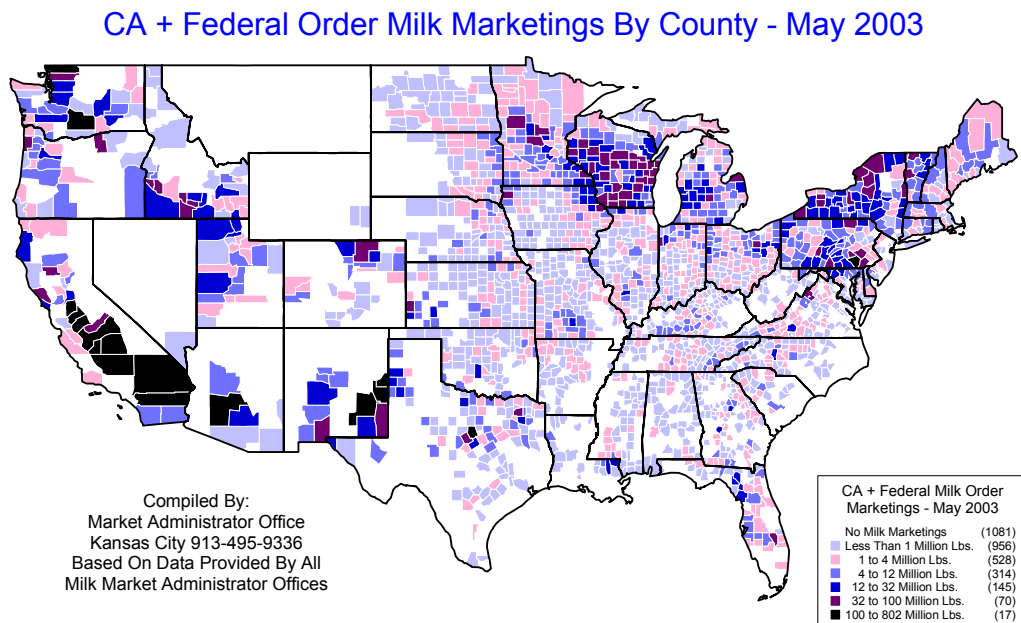 CA + Federal Order Milk Marketings By County - May 2003
Compiled By:
Market Administrator Office
Kansas City 913-495-9336
Based On Data Provided By All
Milk Market Administrator Offices
CA + Federal Milk Order
Marketings - May 2003
No Milk Marketings (1081)
Less Than 1 Million Lbs. (956)
1 to 4 Million Lbs. (528)
4 to 12 Million Lbs. (314)
12 to 32 Million Lbs. (145)
32 to 100 Million Lbs. (70)
100 to 802 Million Lbs. (17)